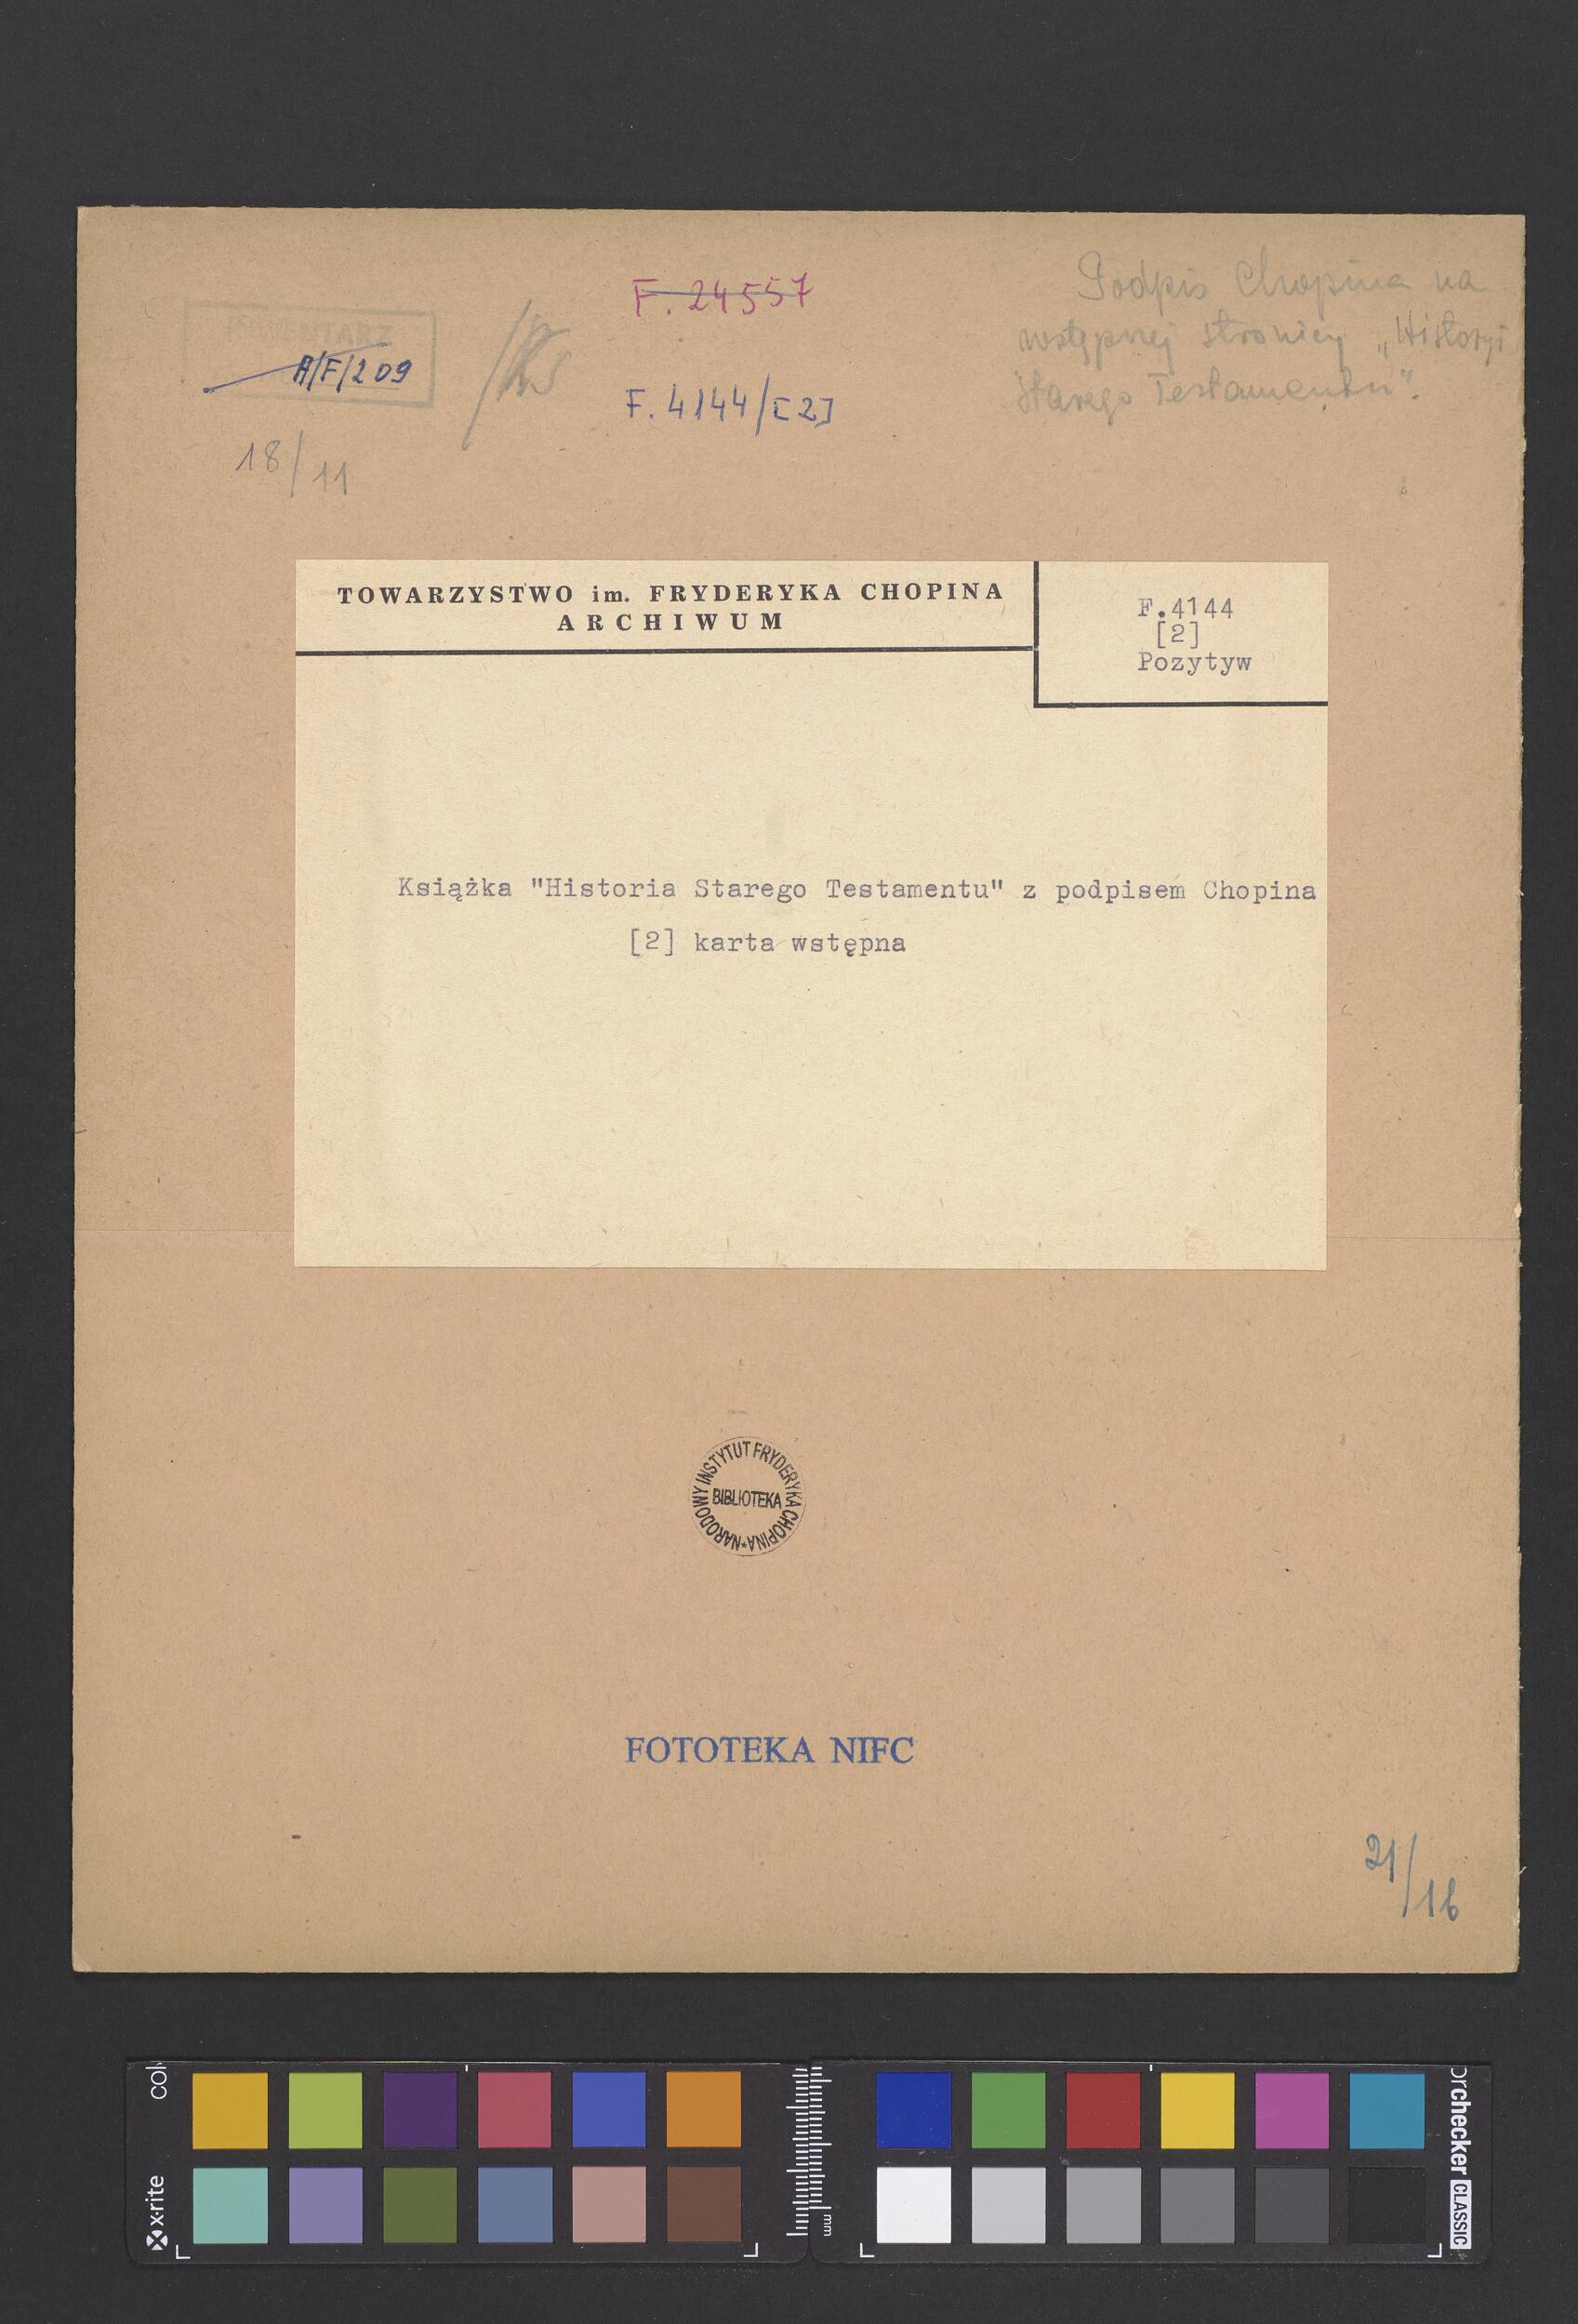 F. 24557
Podpis Chopina na
wstępnej stronicy „Historyi
Starego Testamentu".
INWENTARZ
A/F/209
F. 4144/[2]
18/11
TOWARZYSTWO im. FRYDERYKA CHOPINA
ARCHIWUM
F.4144
[2]
Pozytyw
Książka "Historia Starego Testamentu" z podpisem Chopina
[2] karta wstępna
NARODOWY INSTYTUT FRYDERYKA CHOPINA *
BIBLIOTEKA
FOTOTEKA NIFC
21/16
x-rite
mm
checker CLASSIC